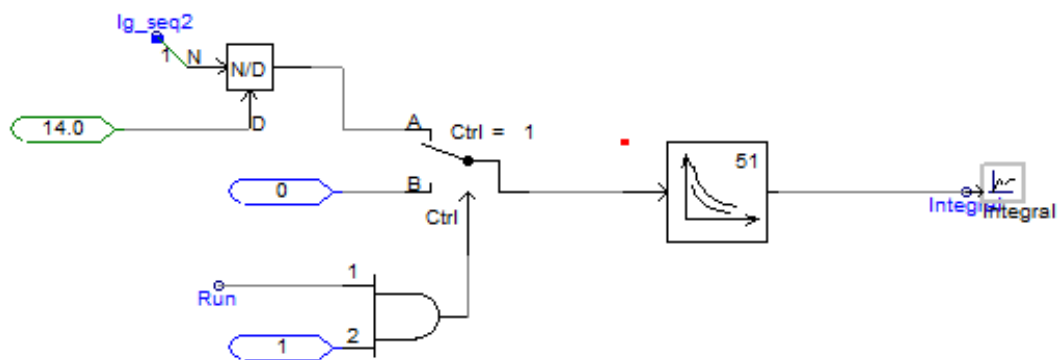 Ig_seq2
1
N
N/D
14.0
D
A
Ctrl = 1
51
0
B
Ctrl
Integral
Integral
1
Run
1
2